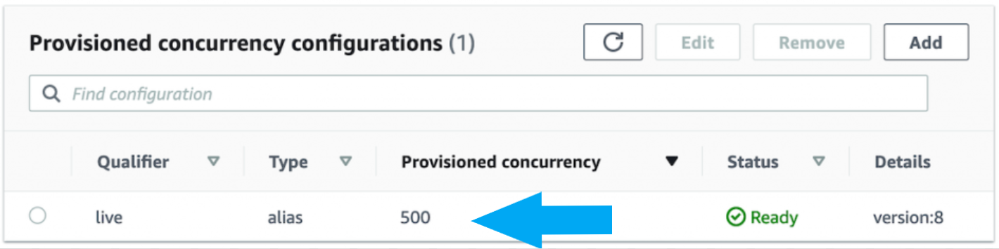 Provisioned concurrency configurations (1) Edit Remove Add
Find configuration
Qualifier Type Provisioned concurrency Status Details
live alias 500 Ready version:8